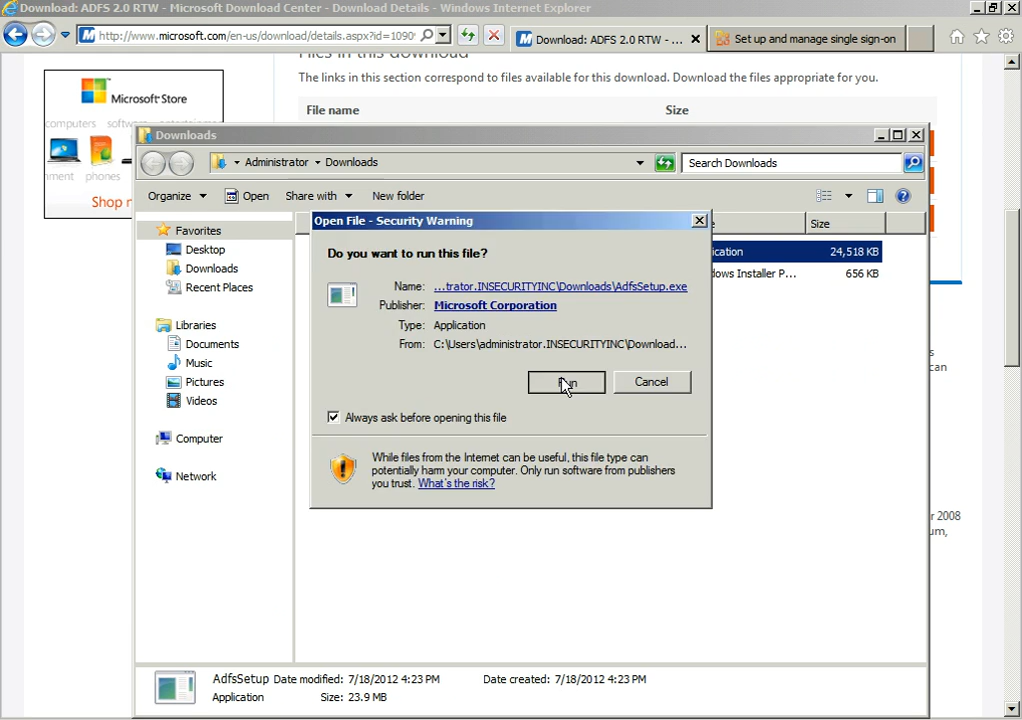 Download: ADFS 2.0 RTW - Microsoft Download Center - Download Details - Windows Internet Explorer
http://www.microsoft.com/en-us/download/details.aspx?id=1090
Download: ADFS 2.0 RTW - ...
Set up and manage single sign-on
Files in this download
The links in this section correspond to files available for this download. Download the files appropriate for you.
File name
Size
Microsoft Store
computers
phones
Shop
Downloads
Administrator
Downloads
Search Downloads
Organize
Open
Share with
New folder
Favorites
Desktop
Downloads
Recent Places
Libraries
Documents
Music
Pictures
Videos
Computer
Network
Size
24,518 KB
656 KB
Open File - Security Warning
Do you want to run this file?
Name: ...trator.INSECURITYINC\Downloads\AdfsSetup.exe
Publisher: Microsoft Corporation
Type: Application
From: C:\Users\administrator.INSECURITYINC\Download...
Run
Cancel
Always ask before opening this file
While files from the Internet can be useful, this file type can
potentially harm your computer. Only run software from publishers
you trust. What's the risk?
can
r 2008
um,
AdfsSetup Date modified: 7/18/2012 4:23 PM
Date created: 7/18/2012 4:23 PM
Application
Size: 23.9 MB